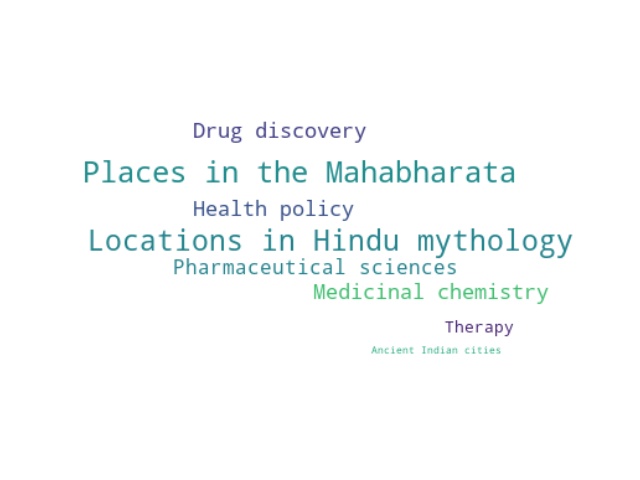 Drug discovery
Places in the Mahabharata
Health policy
Locations in Hindu mythology
Pharmaceutical sciences
Medicinal chemistry
Therapy
Ancient Indian cities